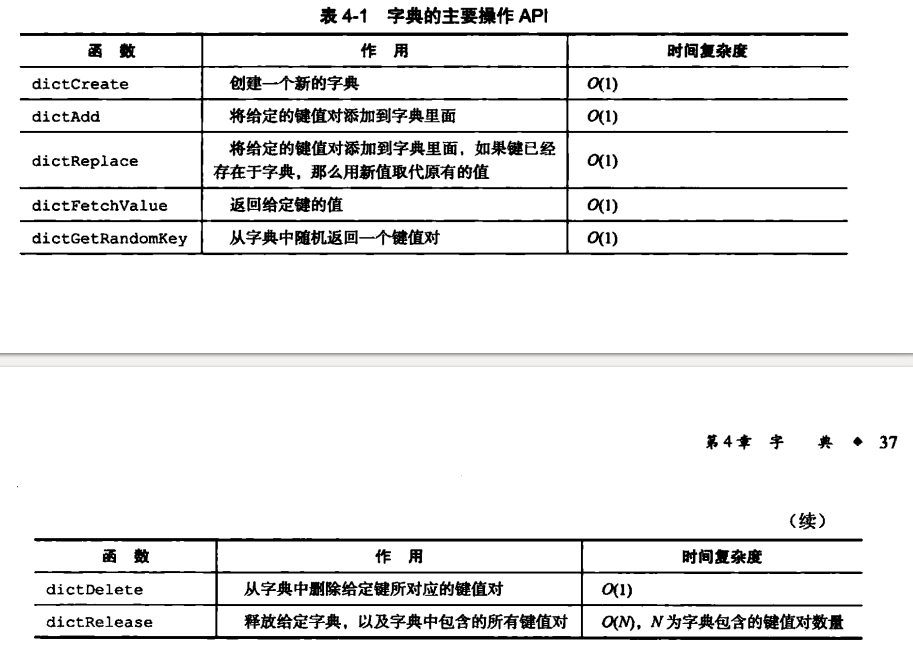 表 4-1 字典的主要操作 API
函 数 作 用 时间复杂度
dictCreate 创建一个新的字典 O(1)
dictAdd 将给定的键值对添加到字典里面 O(1)
dictReplace 将给定的键值对添加到字典里面，如果键已经存在于字典，那么用新值取代原有的值 O(1)
dictFetchValue 返回给定键的值 O(1)
dictGetRandomKey 从字典中随机返回一个键值对 O(1)
第4章 字 典 ◆ 37
（续）
函 数 作 用 时间复杂度
dictDelete 从字典中删除给定键所对应的键值对 O(1)
dictRelease 释放给定字典，以及字典中包含的所有键值对 O(N)，N 为字典包含的键值对数量